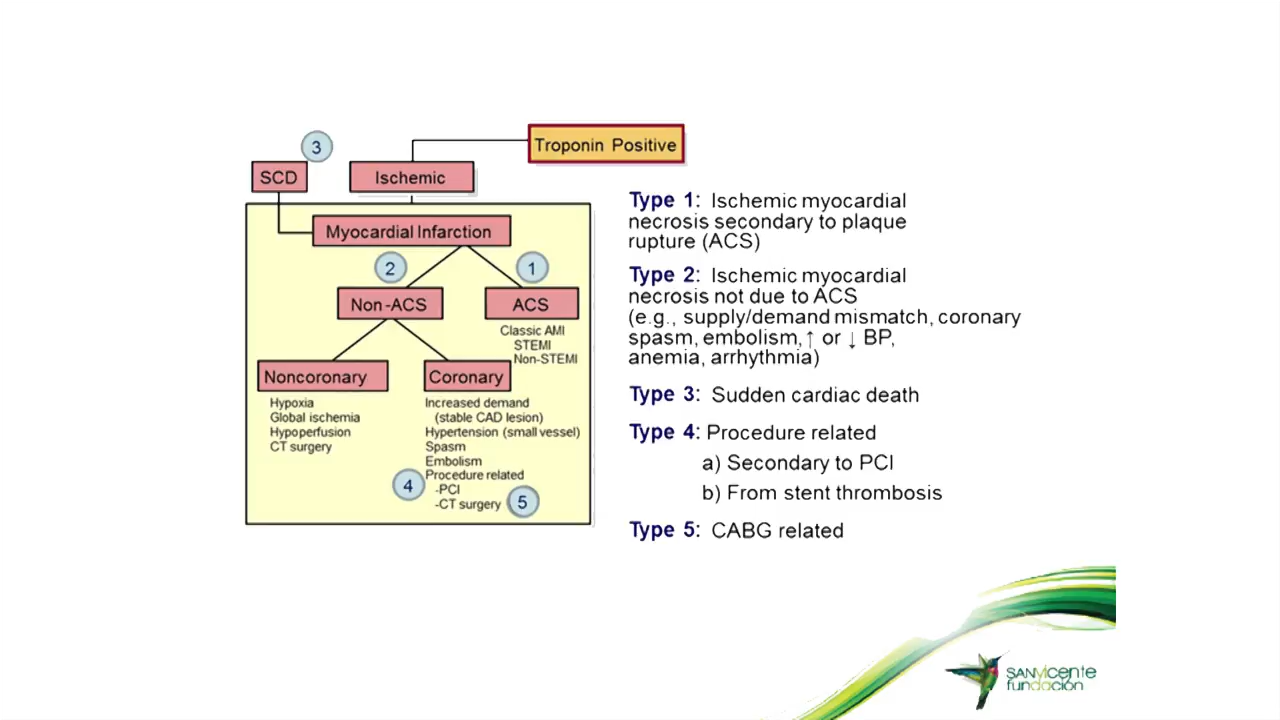 Troponin Positive
3
SCD
Ischemic
Myocardial Infarction
2
1
Non-ACS
ACS
Classic AMI
STEMI
Non-STEMI
Noncoronary
Coronary
Hypoxia
Global ischemia
Hypoperfusion
CT surgery
Increased demand
(stable CAD lesion)
Hypertension (small vessel)
Spasm
Embolism
4
Procedure related
-PCI
-CT surgery
5
Type 1: Ischemic myocardial
necrosis secondary to plaque
rupture (ACS)
Type 2: Ischemic myocardial
necrosis not due to ACS
(e.g., supply/demand mismatch, coronary
spasm, embolism, ↑ or ↓ BP,
anemia, arrhythmia)
Type 3: Sudden cardiac death
Type 4: Procedure related
a) Secondary to PCI
b) From stent thrombosis
Type 5: CABG related
SANVICENTE
fundación